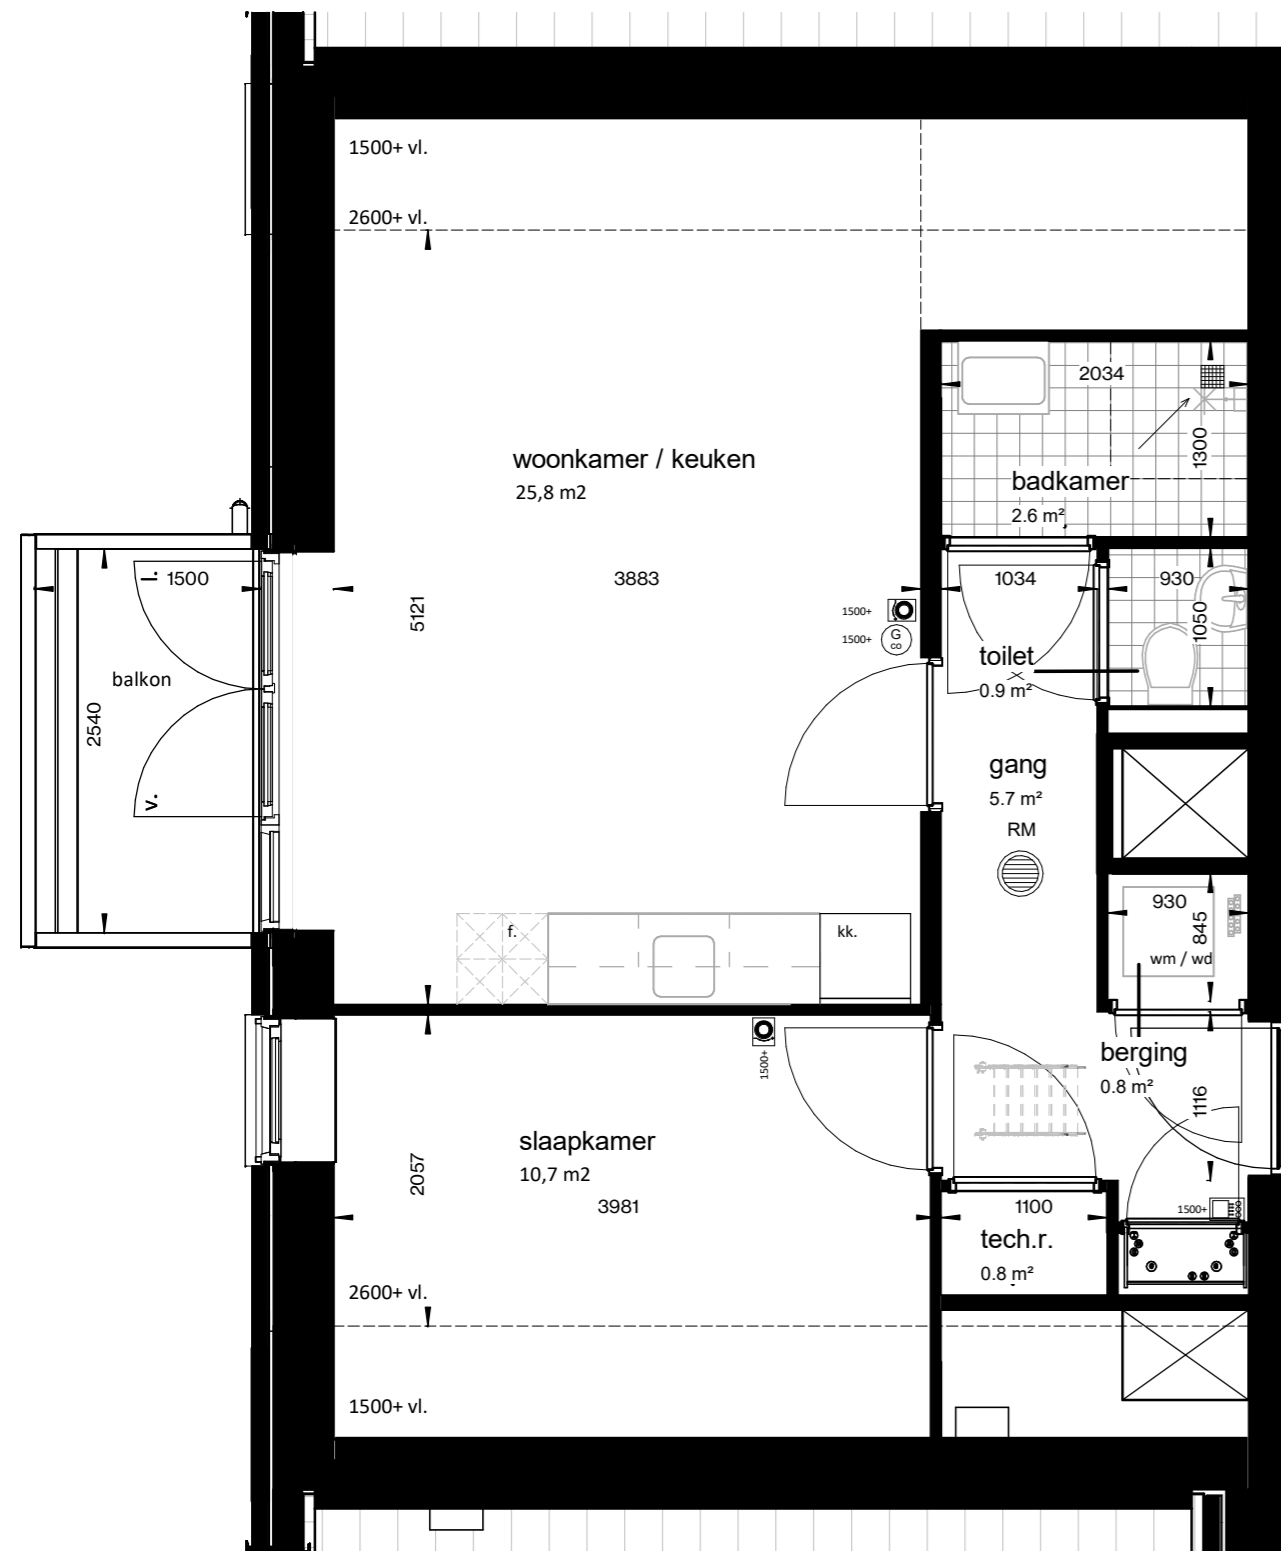 1500+ vl.
2600+ vl.
2034
1300
woonkamer / keuken
25,8 m2
badkamer
2.6 m²
l.
1500
3883
1034
930
5121
1500+
1500+
G
co
1050
toilet
0.9 m²
balkon
2540
v.
gang
5.7 m²
RM
930
845
f.
kk.
wm / wd
1500+
berging
0.8 m²
1116
slaapkamer
10,7 m2
2057
3981
1100
1500+
tech.r.
0.8 m²
2600+ vl.
1500+ vl.